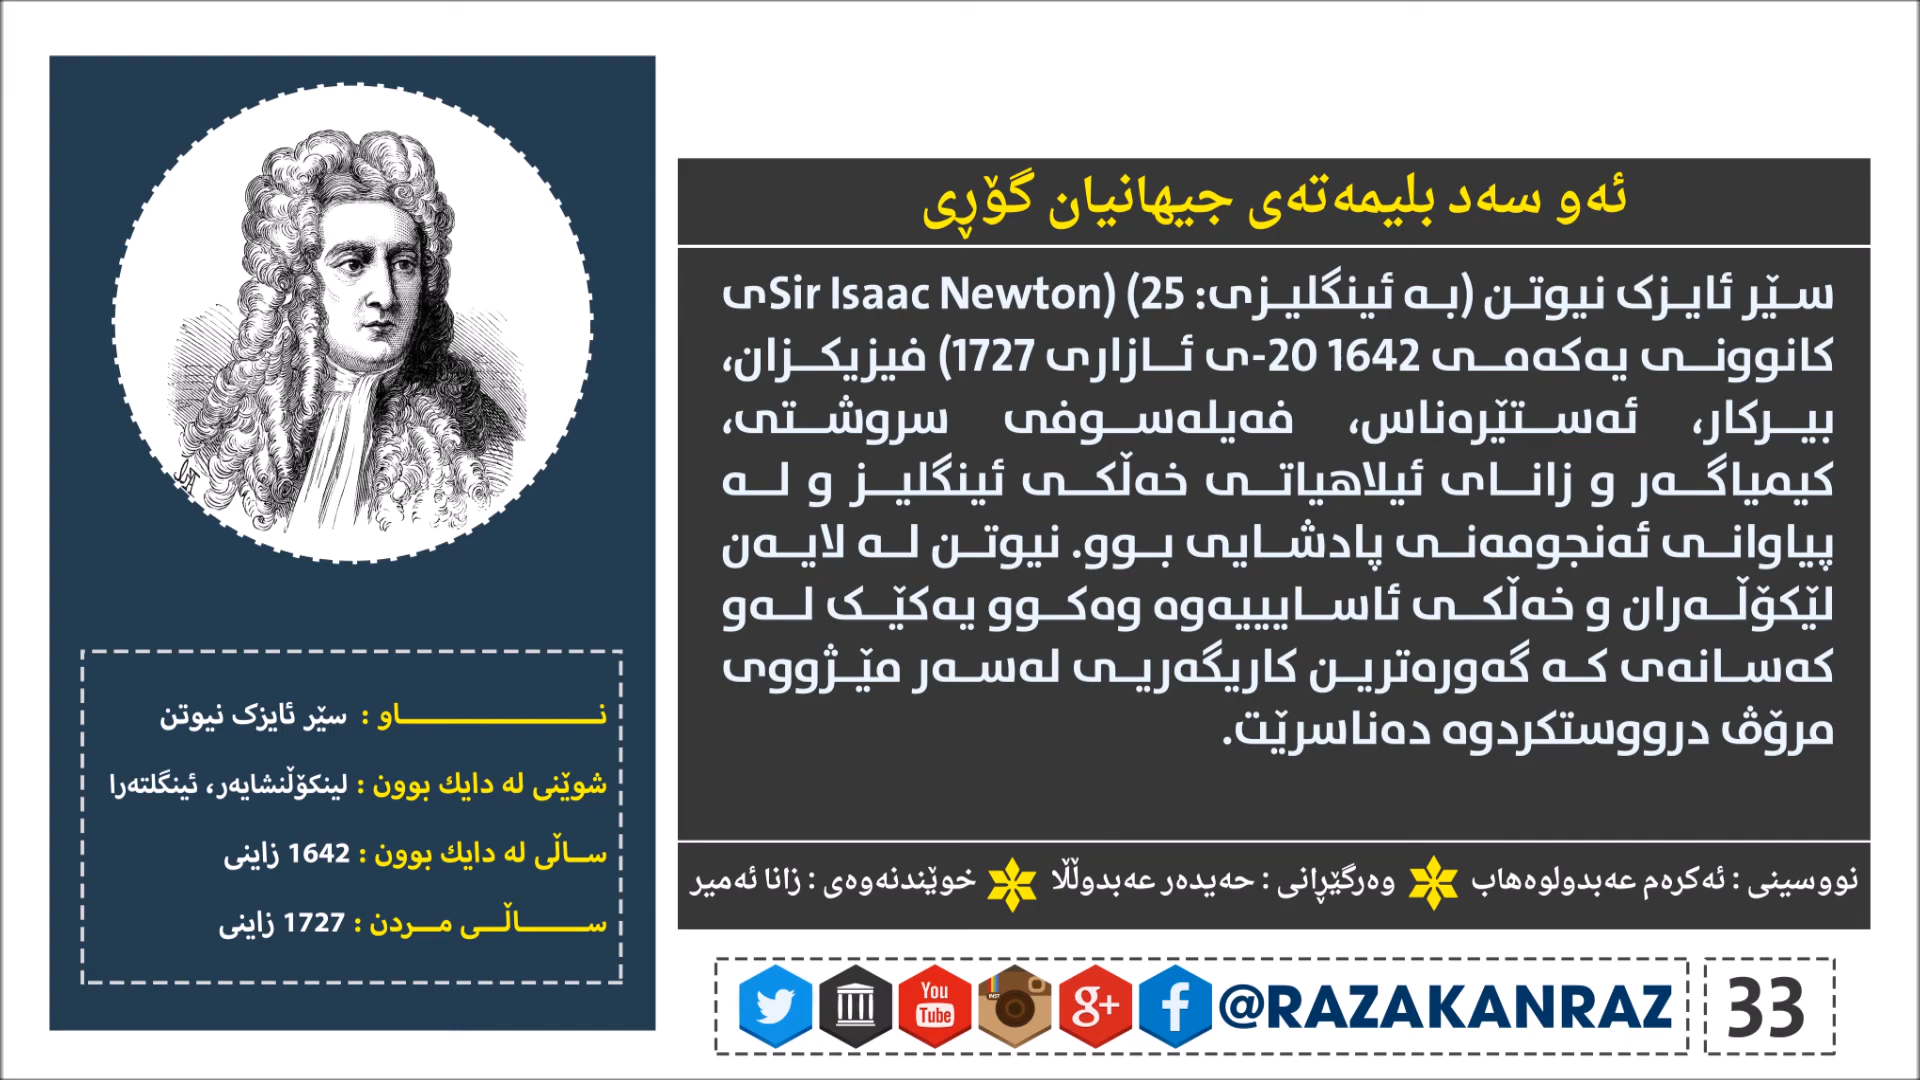 ئەو سەد بلیمەتەی جیهانیان گۆڕی
سێر ئایزک نیوتن (بە ئینگلیزی: Sir Isaac Newton) (25ی
کانوونی یەکەمی 1642 20-ی ئازاری 1727) فیزیکزان،
بیرکار، ئەستێرەناس، فەیلەسوفی سروشتی،
کیمیاگەر و زانای ئیلاهیاتی خەڵکی ئینگلیز و لە
پیاوانی ئەنجومەنی پادشایی بوو. نیوتن لە لایەن
لێکۆڵەران و خەڵکی ئاساییییەوە وەکوو یەکێک لەو
کەسانەی کە گەورەترین کاریگەریی لەسەر مێژووی
مرۆڤ درووستکردوە دەناسرێت.
ناو : سێر ئایزک نیوتن
شوێنی لە دایك بوون : لینکۆڵنشایەر، ئینگلتەرا
ساڵی لە دایك بوون : 1642 زاینی
ساڵی مردن : 1727 زاینی
نووسینی : ئەکرەم عەبدولوەهاب وەرگێڕانی : حەیدەر عەبدوڵڵا خوێندنەوەی : زانا ئەمیر
You Tube @RAZAKANRAZ 33